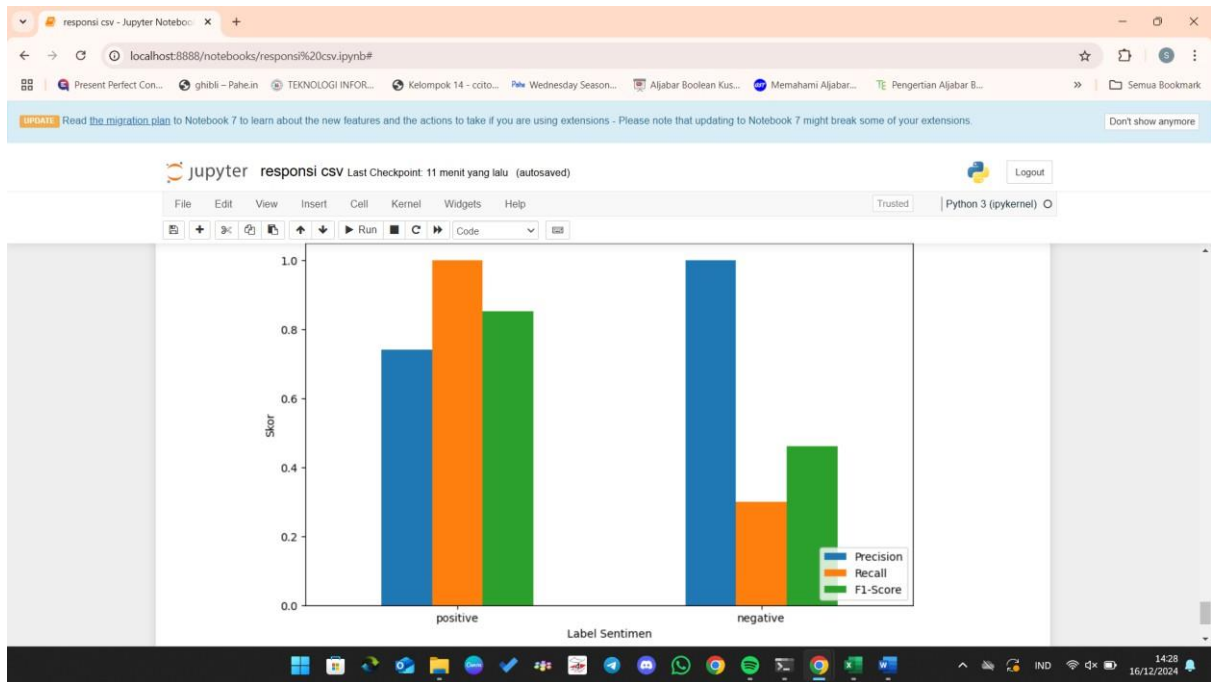 responsi csv - Jupyter Noteboo
localhost:8888/notebooks/responsi%20csv.ipynb#
Present Perfect Con...
ghibli – Pahe.in
TEKNOLOGI INFOR...
Kelompok 14 - ccito...
Wednesday Season...
Aljabar Boolean Kus...
Memahami Aljabar...
Pengertian Aljabar B...
»
Semua Bookmark
UPDATE Read the migration plan to Notebook 7 to learn about the new features and the actions to take if you are using extensions - Please note that updating to Notebook 7 might break some of your extensions.
Don't show anymore
jupyter responsi csv Last Checkpoint: 11 menit yang lalu (autosaved)
Logout
File Edit View Insert Cell Kernel Widgets Help
Trusted
Python 3 (ipykernel)
Run
Code
1.0
0.8
0.6
0.4
0.2
0.0
Skor
positive
negative
Label Sentimen
Precision
Recall
F1-Score
IND
14:28
16/12/2024